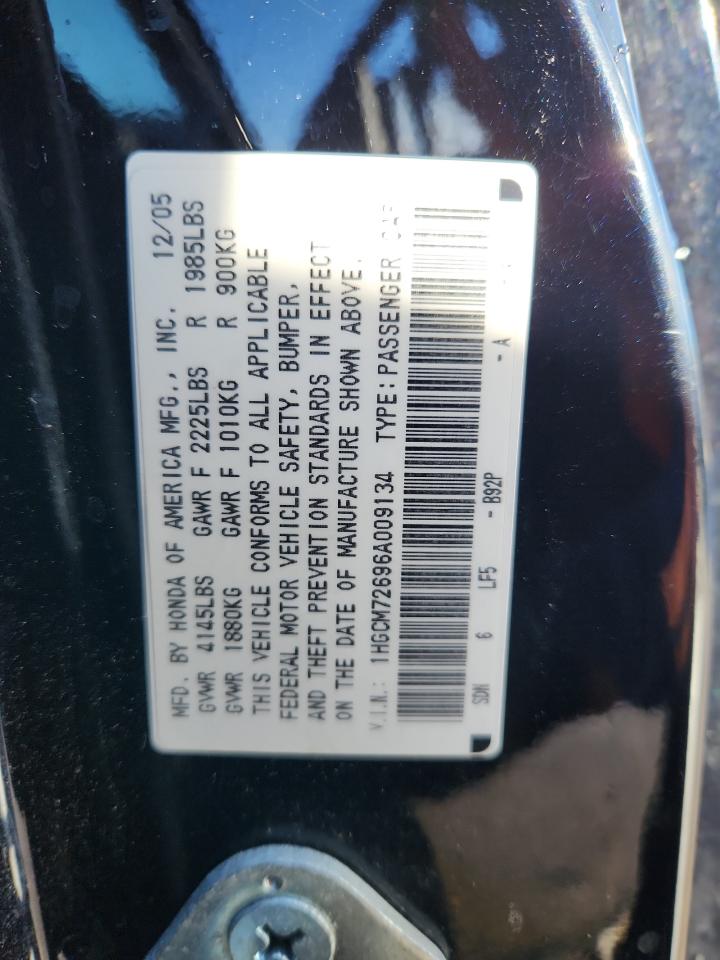 MFD. BY HONDA OF AMERICA MFG., INC. 12/05
GVWR 4145LBS GAWR F 2225LBS R 1985LBS
GVWR 1880KG GAWR F 1010KG R 900KG
THIS VEHICLE CONFORMS TO ALL APPLICABLE
FEDERAL MOTOR VEHICLE SAFETY, BUMPER,
AND THEFT PREVENTION STANDARDS IN EFFECT
ON THE DATE OF MANUFACTURE SHOWN ABOVE.
V.I.N.: 1HGCM72696A009134 TYPE: PASSENGER CAR
SDN 6 LF5 - B92P - A